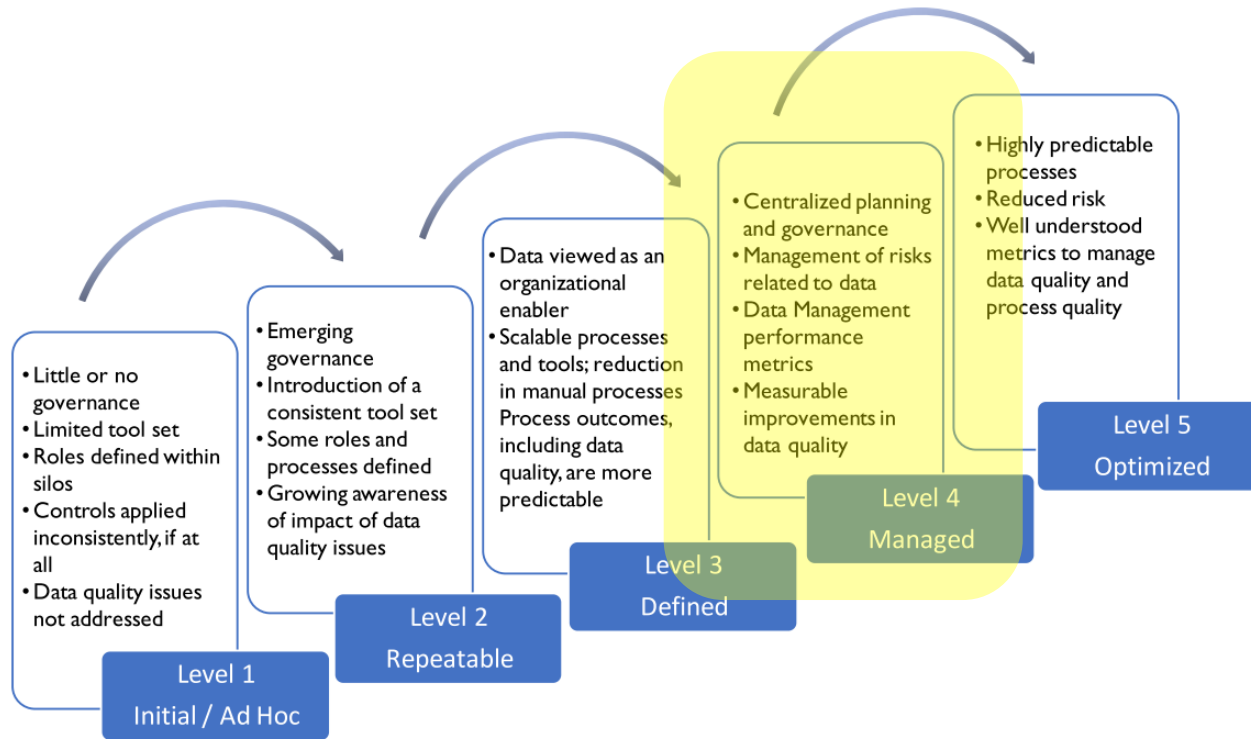 • Little or no
governance
• Limited tool set
• Roles defined within
silos
• Controls applied
inconsistently, if at
all
• Data quality issues
not addressed
Level 1
Initial / Ad Hoc
• Emerging
governance
• Introduction of a
consistent tool set
• Some roles and
processes defined
• Growing awareness
of impact of data
quality issues
Level 2
Repeatable
• Data viewed as an
organizational
enabler
• Scalable processes
and tools; reduction
in manual processes
Process outcomes,
including data
quality, are more
predictable
Level 3
Defined
• Centralized planning
and governance
• Management of risks
related to data
• Data Management
performance
metrics
• Measurable
improvements in
data quality
Level 4
Managed
• Highly predictable
processes
• Reduced risk
• Well understood
metrics to manage
data quality and
process quality
Level 5
Optimized